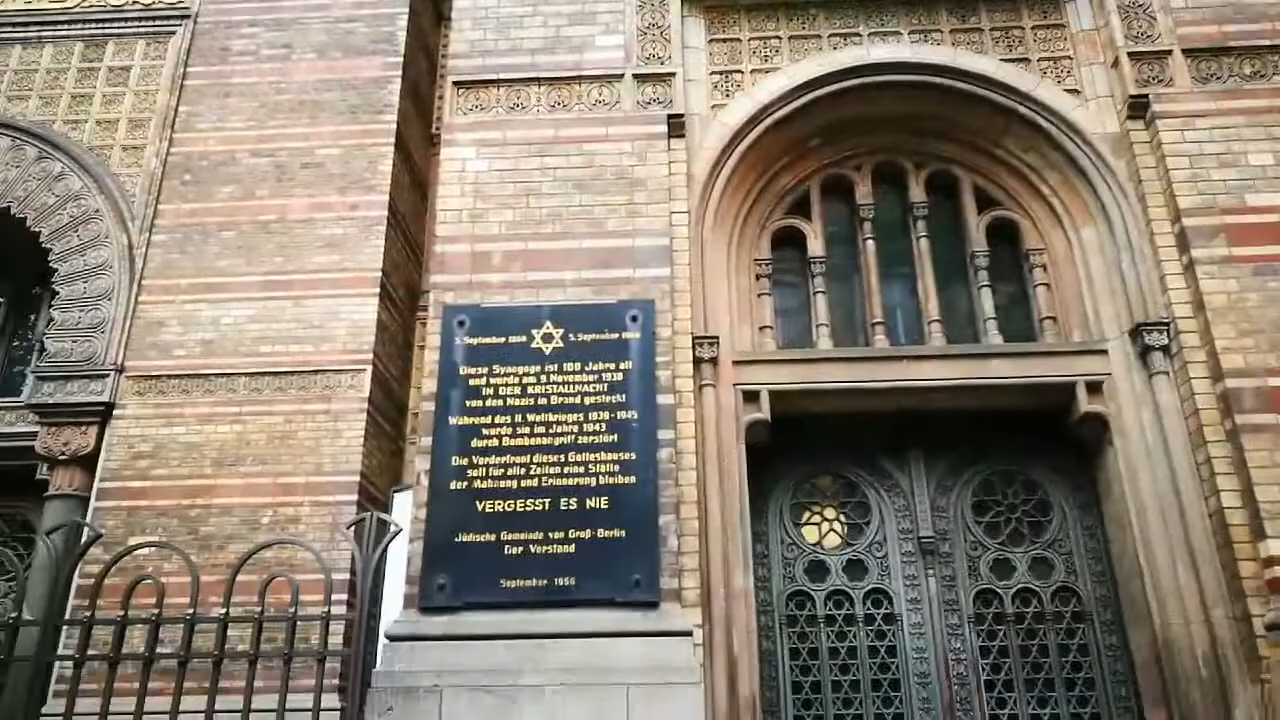 5. September 1866 5. September 1966
Diese Synagoge ist 100 Jahre alt
und wurde am 9. November 1938
IN DER KRISTALLNACHT
von den Nazis in Brand gesteckt
Während des II. Weltkrieges 1939-1945
wurde sie im Jahre 1943
durch Bombenangriff zerstört
Die Vorderfront dieses Gotteshauses
soll für alle Zeiten eine Stätte
der Mahnung und Erinnerung bleiben
VERGESST ES NIE
Jüdische Gemeinde von Groß-Berlin
Der Vorstand
September 1966